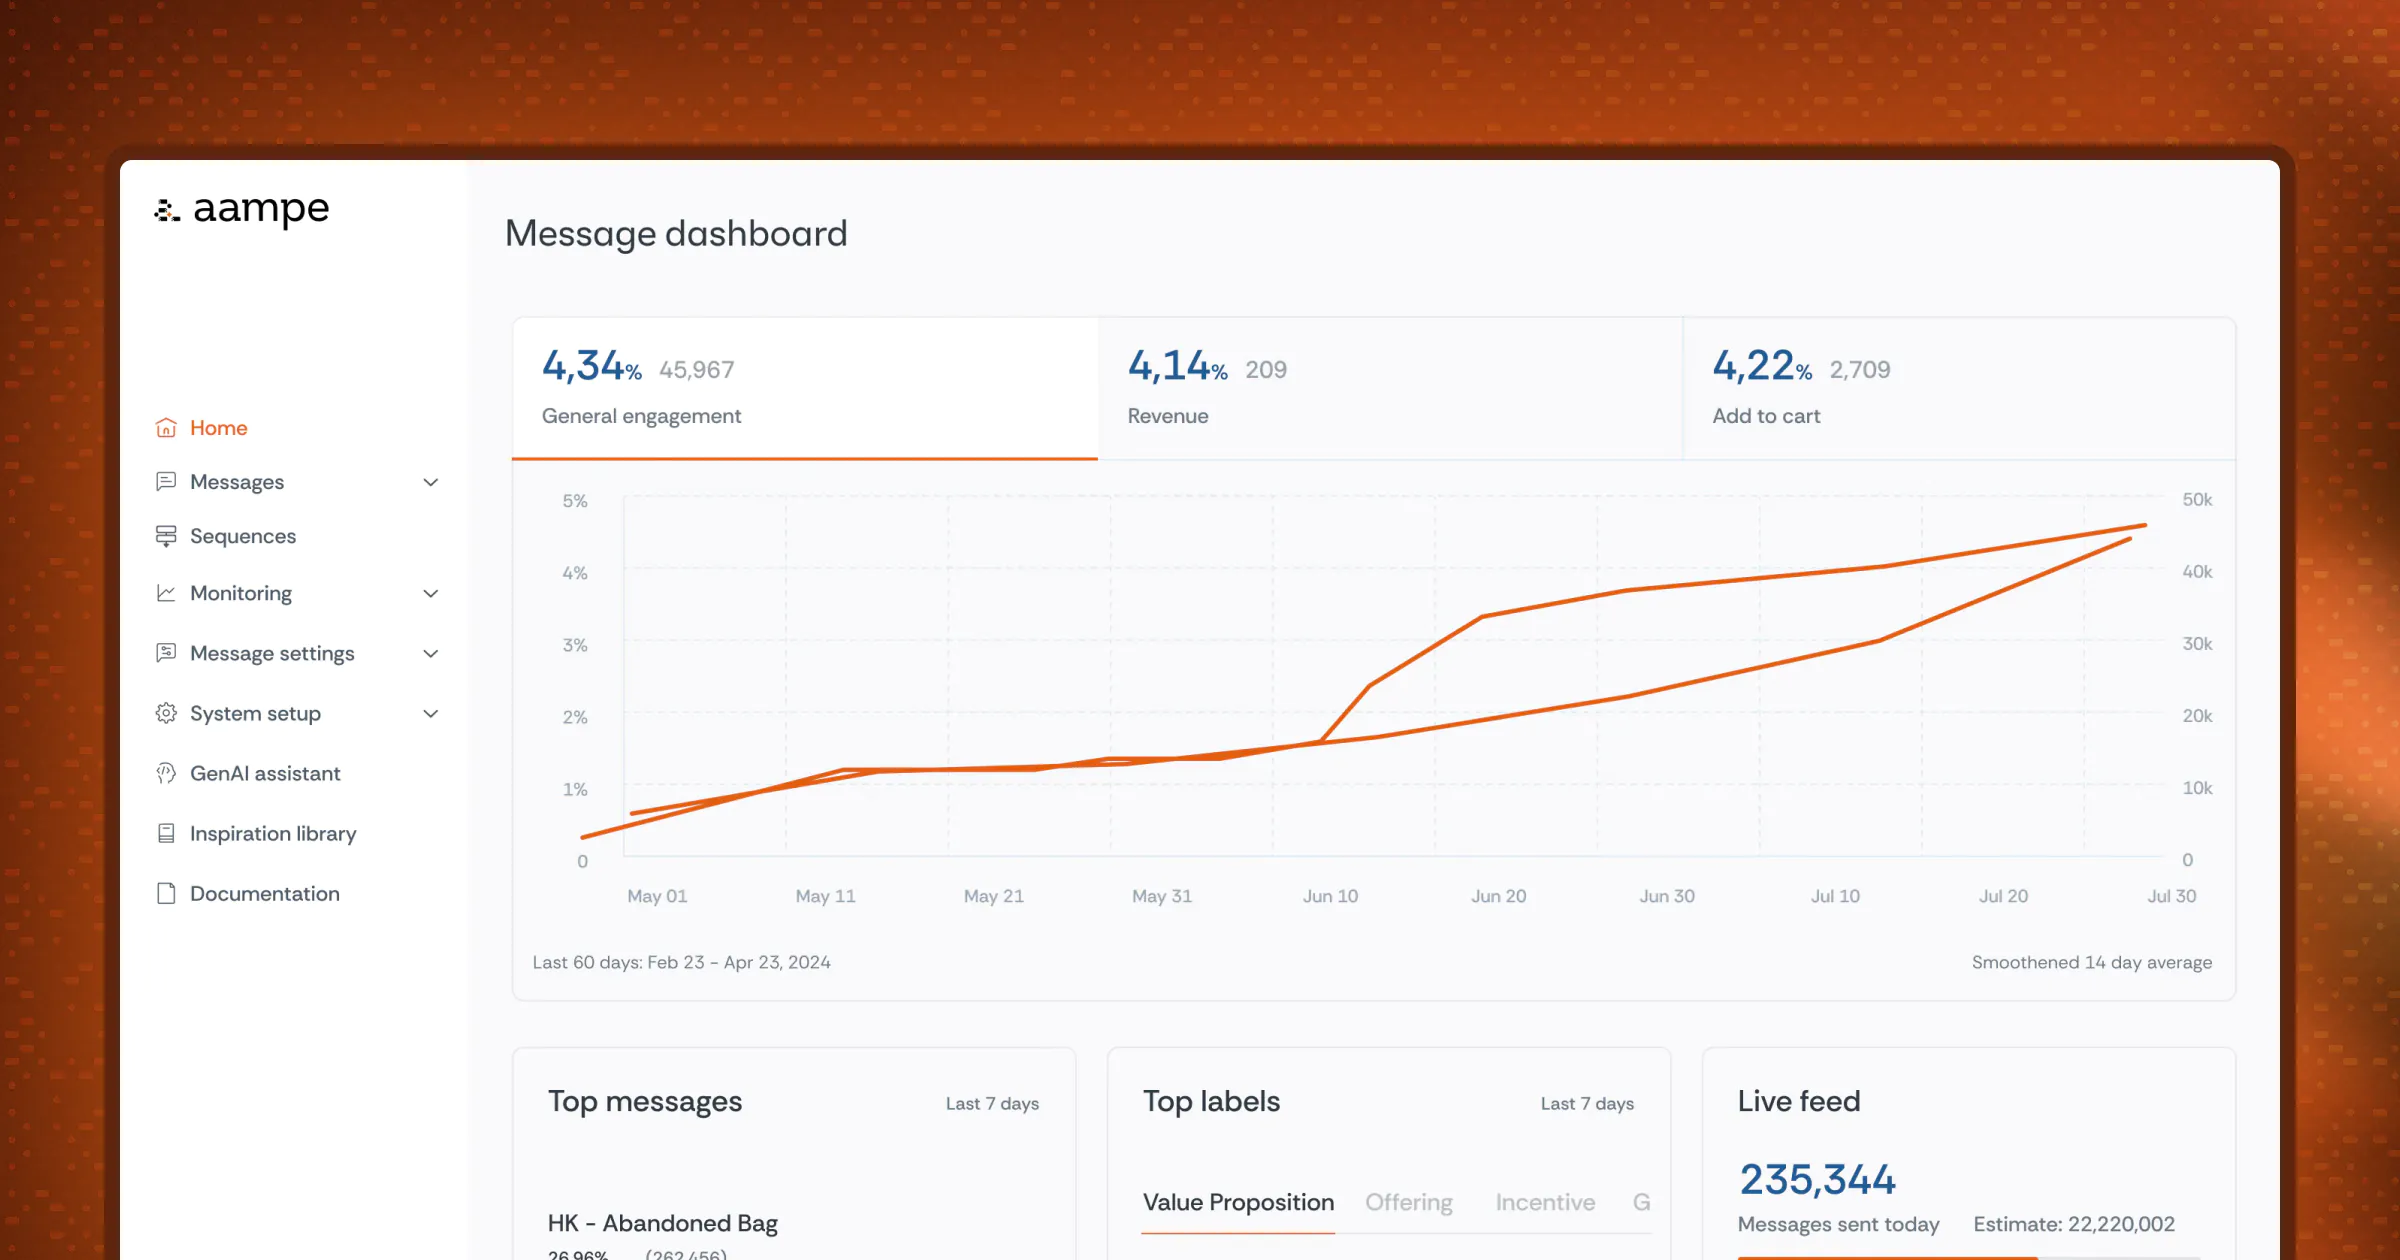 aampe
Message dashboard
Home
Messages
Sequences
Monitoring
Message settings
System setup
GenAI assistant
Inspiration library
Documentation
4,34% 45,967
General engagement
4,14% 209
Revenue
4,22% 2,709
Add to cart
5%
4%
3%
2%
1%
0
50k
40k
30k
20k
10k
0
May 01 May 11 May 21 May 31 Jun 10 Jun 20 Jun 30 Jul 10 Jul 20 Jul 30
Last 60 days: Feb 23 - Apr 23, 2024
Smoothened 14 day average
Top messages Last 7 days
HK - Abandoned Bag
26.96% (262,456)
Top labels Last 7 days
Value Proposition Offering Incentive G
Live feed
235,344
Messages sent today Estimate: 22,220,002